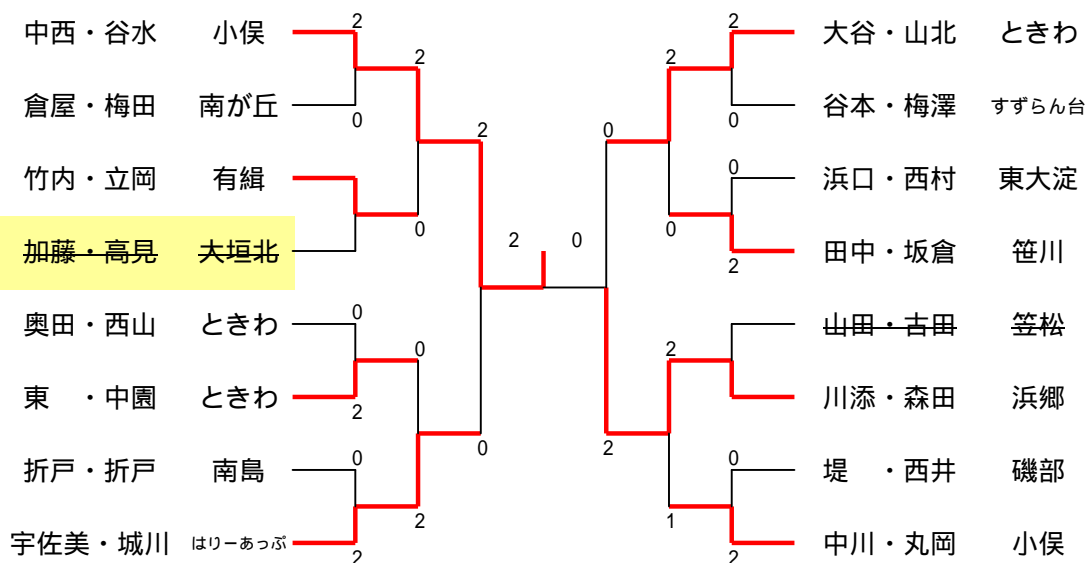 中西・谷水 小俣 2 2 大谷・山北 ときわ
2 2
倉屋・梅田 南が丘 0 0 谷本・梅澤 すずらん台
2 0
竹内・立岡 有緝 0 浜口・西村 東大淀
0 0
加藤・高見 大垣北 2 0 2 田中・坂倉 笹川
奥田・西山 ときわ 0 山田・古田 笠松
0 2
東 ・中園 ときわ 2 川添・森田 浜郷
0 2
折戸・折戸 南島 0 0 堤 ・西井 磯部
2 1
宇佐美・城川 はりーあっぷ 2 2 中川・丸岡 小俣